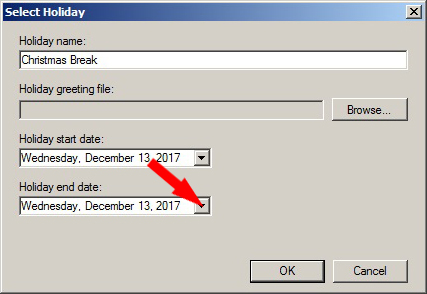 Select Holiday
Holiday name:
Christmas Break
Holiday greeting file:
Browse...
Holiday start date:
Wednesday, December 13, 2017
Holiday end date:
Wednesday, December 13, 2017
OK
Cancel